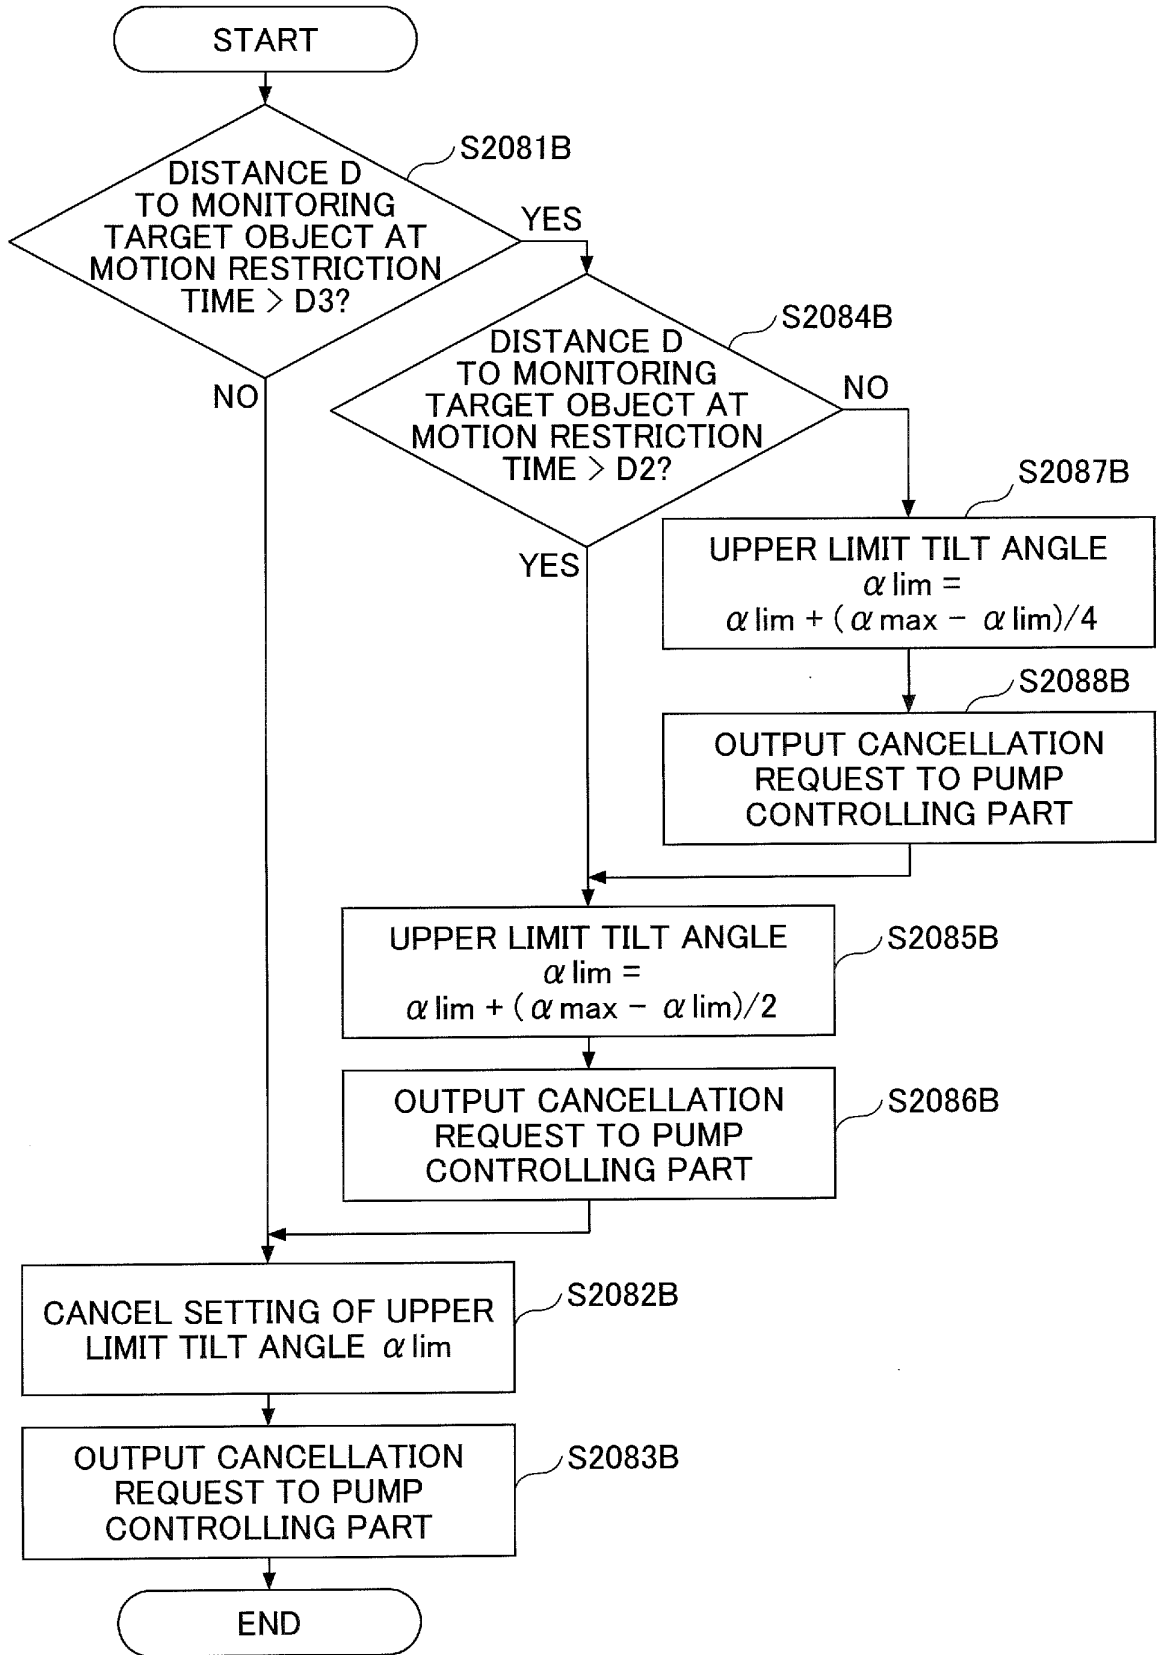 START
S2081B
DISTANCE D
TO MONITORING
TARGET OBJECT AT
MOTION RESTRICTION
TIME > D3?
YES
NO
S2084B
DISTANCE D
TO MONITORING
TARGET OBJECT AT
MOTION RESTRICTION
TIME > D2?
NO
YES
S2087B
UPPER LIMIT TILT ANGLE
α lim =
α lim + (α max - α lim)/4
S2088B
OUTPUT CANCELLATION
REQUEST TO PUMP
CONTROLLING PART
S2085B
UPPER LIMIT TILT ANGLE
α lim =
α lim + (α max - α lim)/2
S2086B
OUTPUT CANCELLATION
REQUEST TO PUMP
CONTROLLING PART
S2082B
CANCEL SETTING OF UPPER
LIMIT TILT ANGLE α lim
S2083B
OUTPUT CANCELLATION
REQUEST TO PUMP
CONTROLLING PART
END